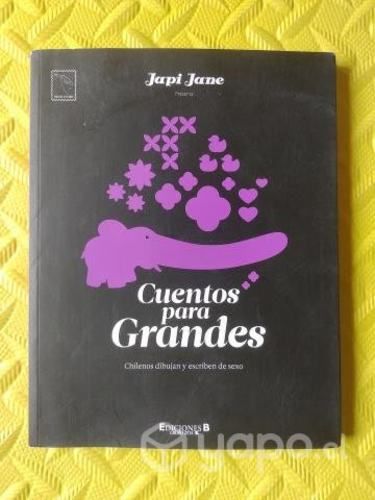 Japi Jane
Presenta
Cuentos
para
Grandes
Chilenos dibujan y escriben de sexo
EDICIONES B
yapo.cl